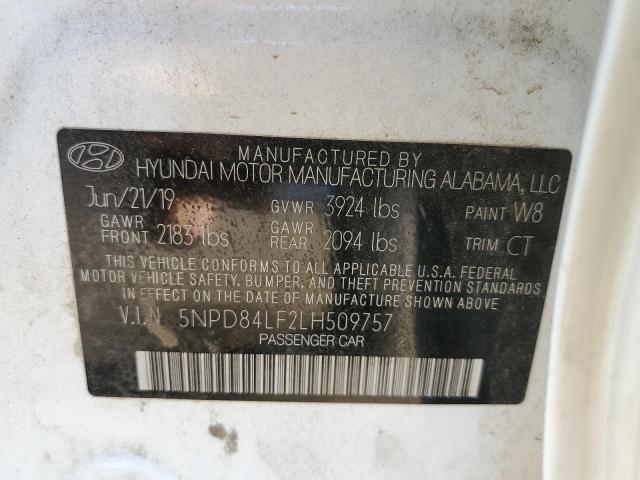 MANUFACTURED BY
HYUNDAI MOTOR MANUFACTURING ALABAMA, LLC
Jun/21/19 GVWR 3924 lbs PAINT W8
GAWR FRONT 2183 lbs GAWR REAR 2094 lbs TRIM CT
THIS VEHICLE CONFORMS TO ALL APPLICABLE U.S.A. FEDERAL
MOTOR VEHICLE SAFETY, BUMPER, AND THEFT PREVENTION
STANDARDS IN EFFECT ON THE DATE OF MANUFACTURE SHOWN ABOVE
V.I.N. 5NPD84LF2LH509757
PASSENGER CAR